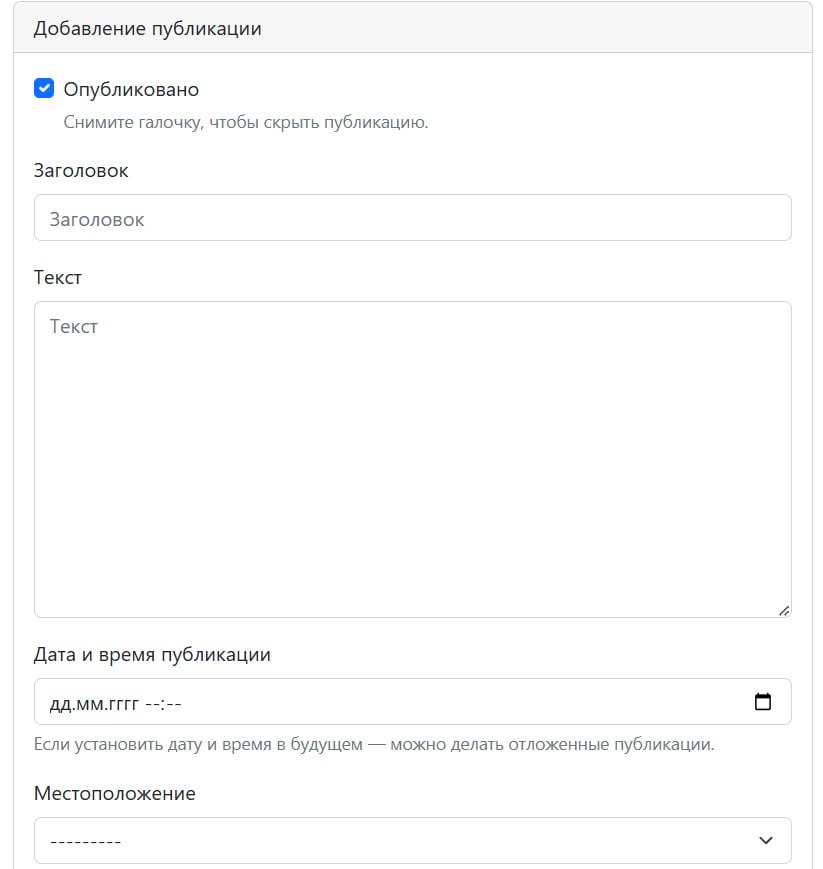 Добавление публикации
Опубликовано
Снимите галочку, чтобы скрыть публикацию.
Заголовок
Заголовок
Текст
Текст
Дата и время публикации
дд.мм.гггг --:--
Если установить дату и время в будущем — можно делать отложенные публикации.
Местоположение
---------